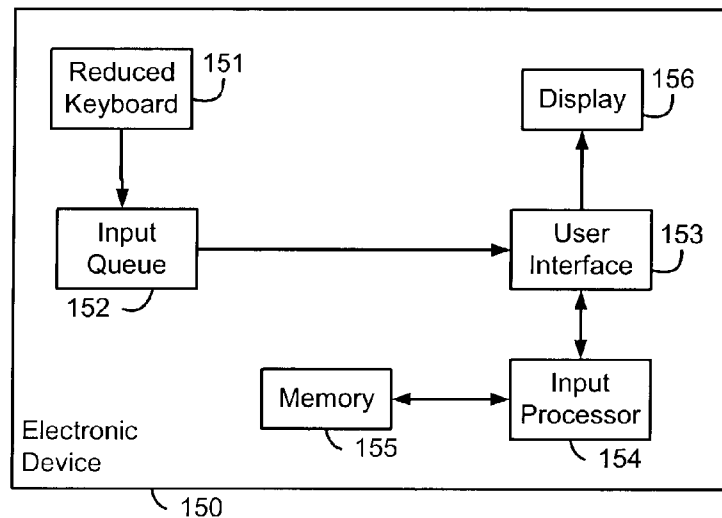 Reduced
Keyboard
151
Display
156
Input
Queue
152
User
Interface
153
Memory
155
Input
Processor
154
Electronic
Device
150